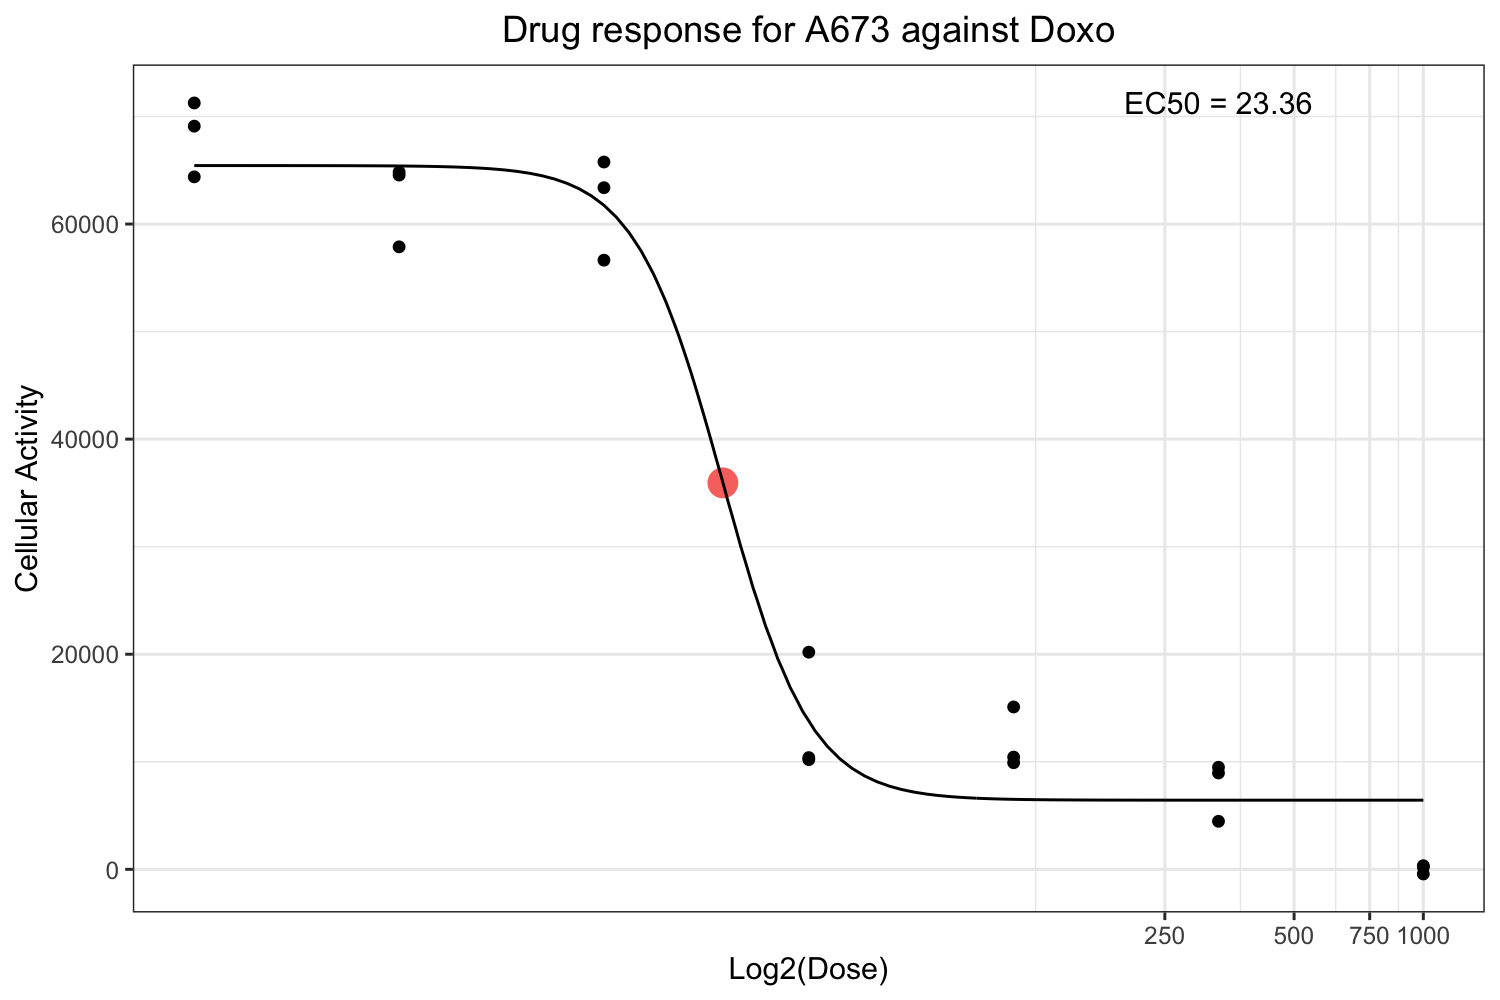 Drug response for A673 against Doxo
EC50 = 23.36
Cellular Activity
60000
40000
20000
0
250 500 750 1000
Log2(Dose)